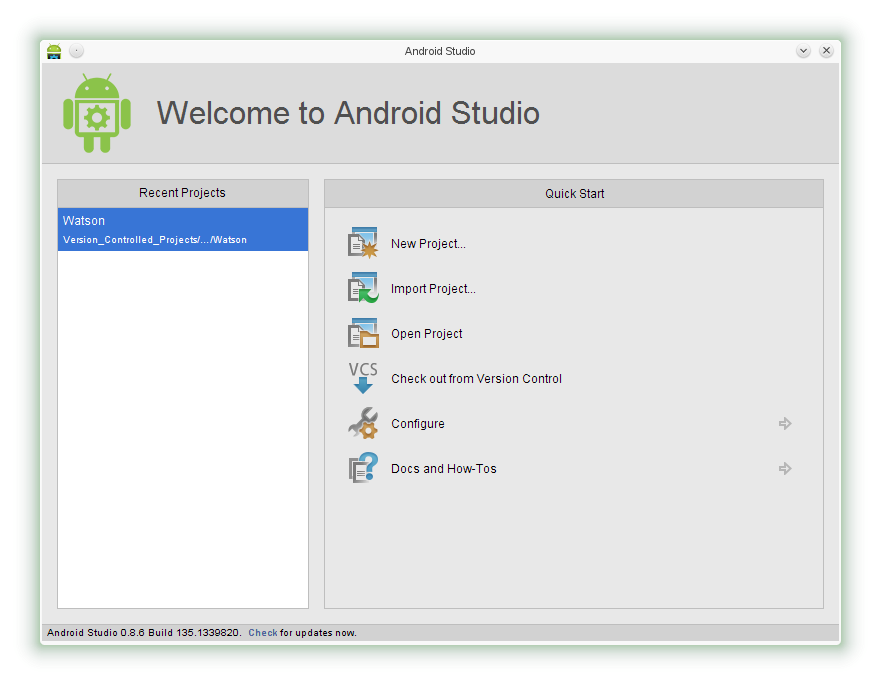 Android Studio
Welcome to Android Studio
Recent Projects
Watson
Version_Controlled_Projects/.../Watson
Quick Start
New Project...
Import Project...
Open Project
VCS
Check out from Version Control
Configure
Docs and How-Tos
Android Studio 0.8.6 Build 135.1339820. Check for updates now.